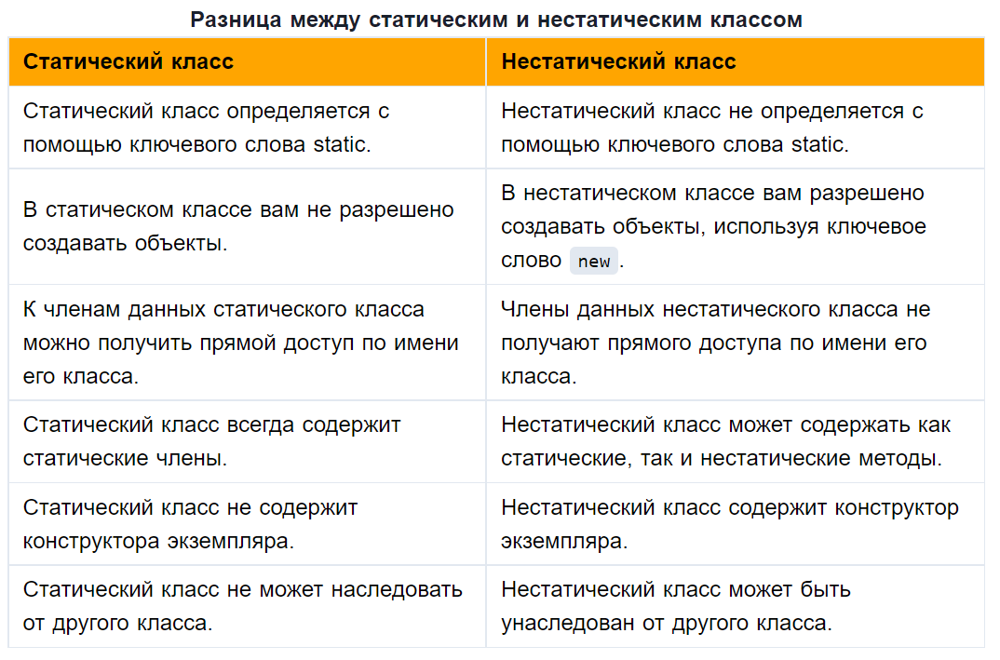 Разница между статическим и нестатическим классом
Статический класс
Нестатический класс
Статический класс определяется с
помощью ключевого слова static.
Нестатический класс не определяется с
помощью ключевого слова static.
В статическом классе вам не разрешено
создавать объекты.
В нестатическом классе вам разрешено
создавать объекты, используя ключевое
слово new.
К членам данных статического класса
можно получить прямой доступ по имени
его класса.
Члены данных нестатического класса не
получают прямого доступа по имени его
класса.
Статический класс всегда содержит
статические члены.
Нестатический класс может содержать как
статические, так и нестатические методы.
Статический класс не содержит
конструктора экземпляра.
Нестатический класс содержит конструктор
экземпляра.
Статический класс не может наследовать
от другого класса.
Нестатический класс может быть
унаследован от другого класса.